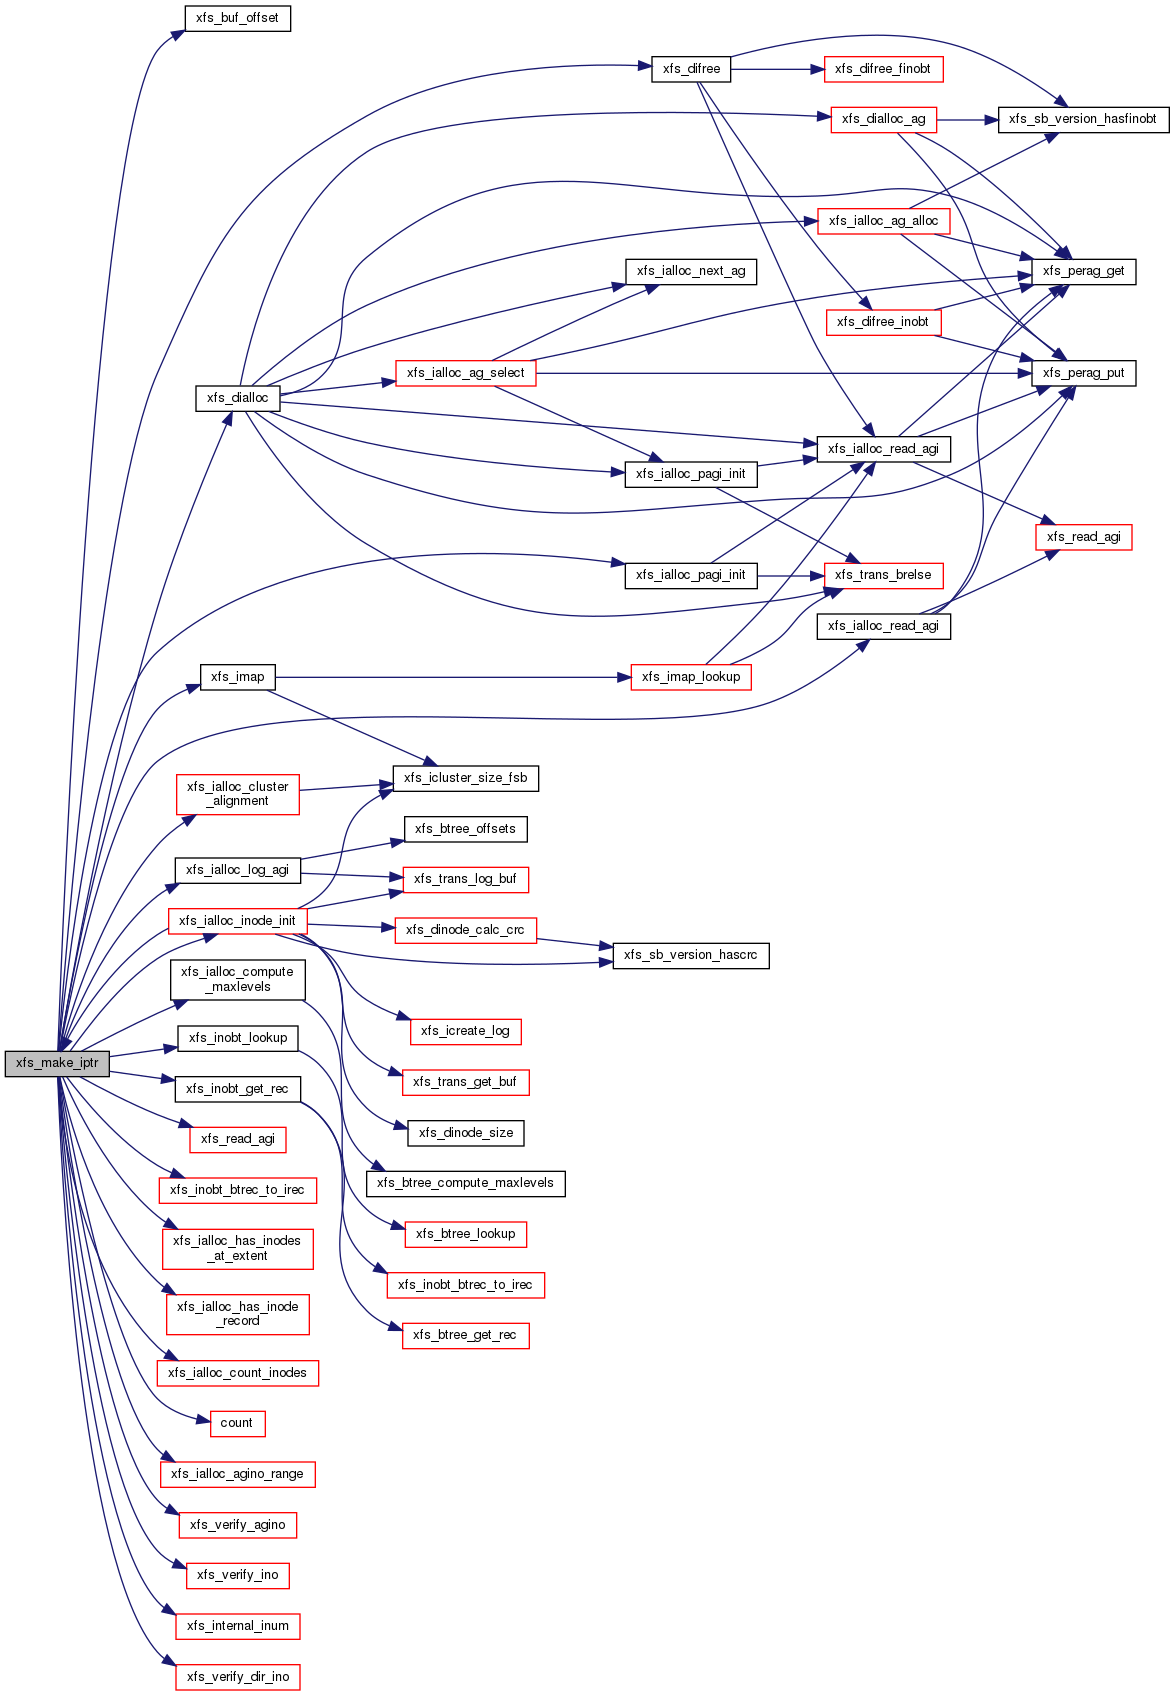 xfs_buf_offset
xfs_difree
xfs_difree_finobt
xfs_dialloc_ag
xfs_sb_version_hasfinobt
xfs_ialloc_ag_alloc
xfs_ialloc_next_ag
xfs_perag_get
xfs_difree_inobt
xfs_ialloc_ag_select
xfs_perag_put
xfs_dialloc
xfs_ialloc_read_agi
xfs_ialloc_pagi_init
xfs_read_agi
xfs_ialloc_pagi_init
xfs_trans_brelse
xfs_ialloc_read_agi
xfs_imap
xfs_imap_lookup
xfs_icluster_size_fsb
xfs_ialloc_cluster
_alignment
xfs_btree_offsets
xfs_ialloc_log_agi
xfs_trans_log_buf
xfs_ialloc_inode_init
xfs_dinode_calc_crc
xfs_sb_version_hascrc
xfs_ialloc_compute
_maxlevels
xfs_icreate_log
xfs_inobt_lookup
xfs_make_iptr
xfs_trans_get_buf
xfs_inobt_get_rec
xfs_dinode_size
xfs_read_agi
xfs_btree_compute_maxlevels
xfs_inobt_btrec_to_irec
xfs_btree_lookup
xfs_ialloc_has_inodes
_at_extent
xfs_inobt_btrec_to_irec
xfs_ialloc_has_inode
_record
xfs_btree_get_rec
xfs_ialloc_count_inodes
count
xfs_ialloc_agino_range
xfs_verify_agino
xfs_verify_ino
xfs_internal_inum
xfs_verify_dir_ino